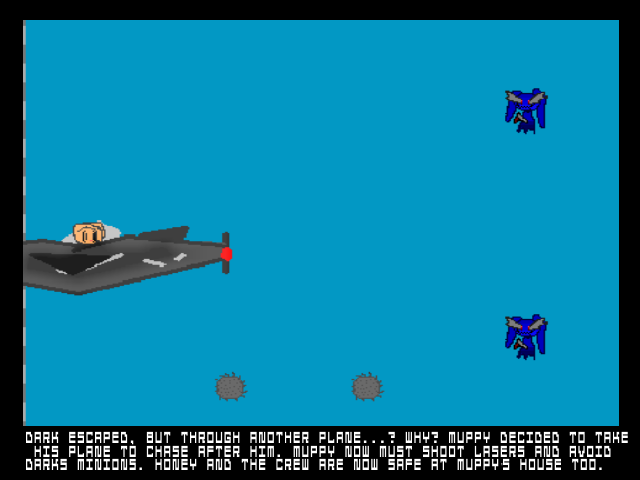 DARK ESCAPED, BUT THROUGH ANOTHER PLANE...? WHY? MUPPY DECIDED TO TAKE
HIS PLANE TO CHASE AFTER HIM. MUPPY NOW MUST SHOOT LASERS AND AVOID
DARKS MINIONS. HONEY AND THE CREW ARE NOW SAFE AT MUPPYS HOUSE TOO.